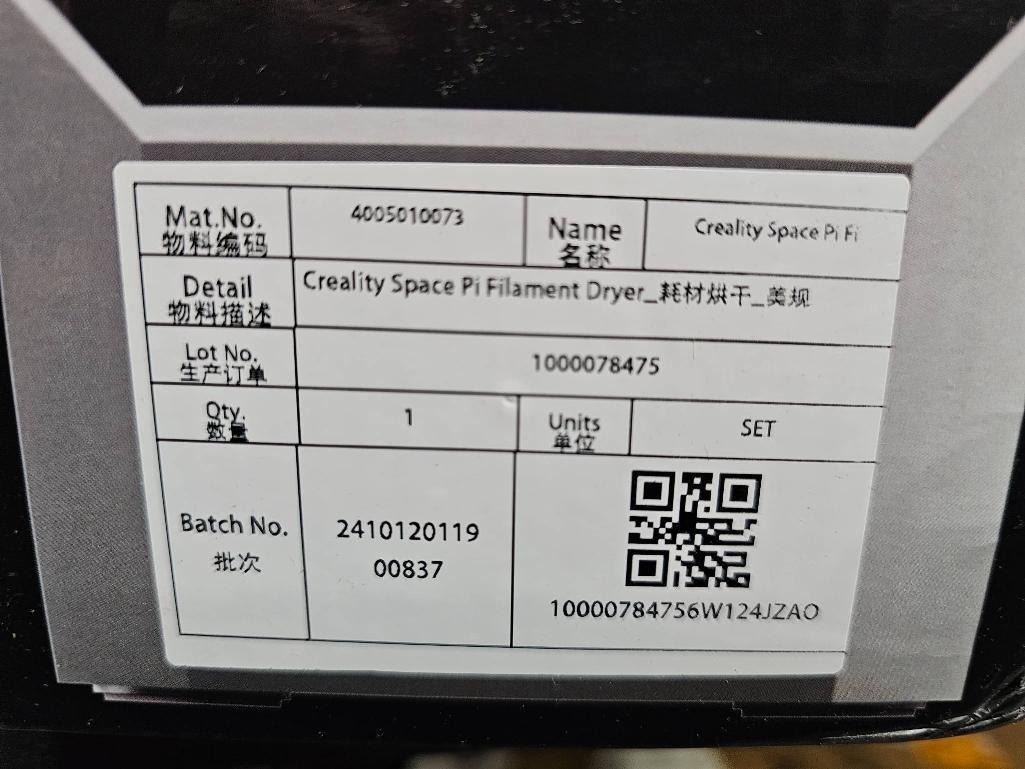 Mat.No.
物料编码
4005010073
Name
名称
Creality Space Pi Fi
Detail
物料描述
Creality Space Pi Filament Dryer_耗材烘干_美规
Lot No.
生产订单
1000078475
Qty.
数量
1
Units
单位
SET
Batch No.
批次
2410120119
00837
10000784756W124JZAO